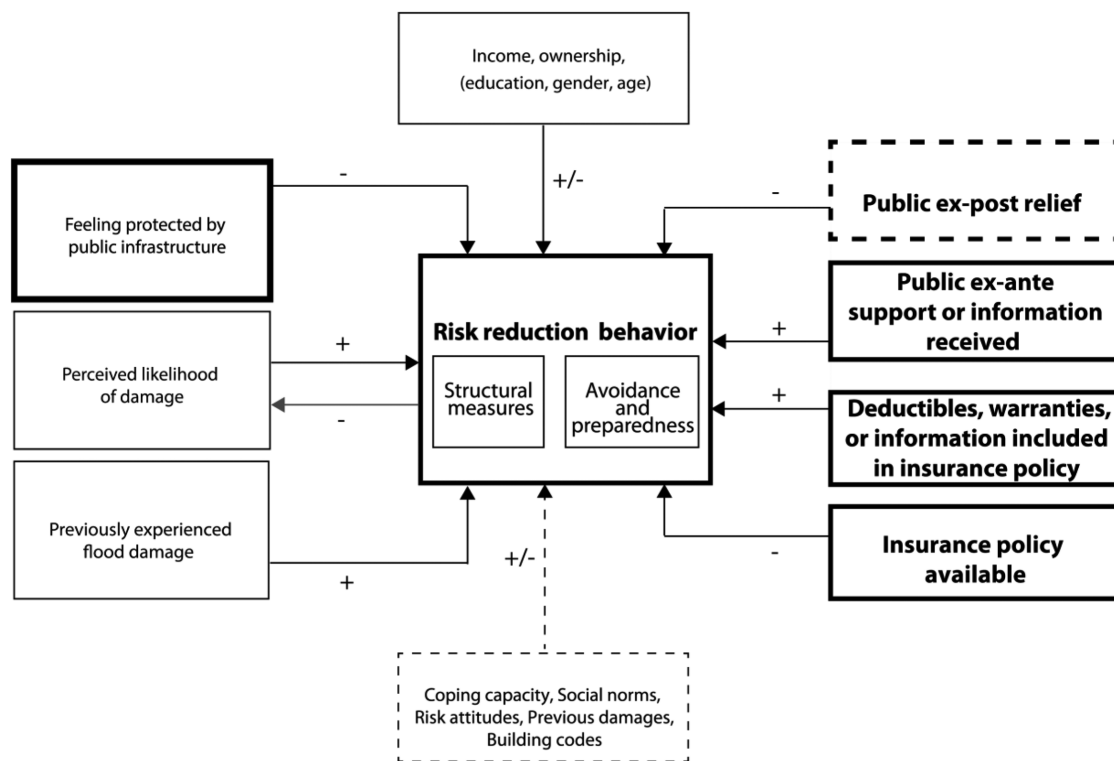 Income, ownership,
(education, gender, age)
+/-
-
Feeling protected by
public infrastructure
-
Public ex-post relief
Public ex-ante
support or information
received
+
Risk reduction behavior
Structural
measures
Avoidance
and
preparedness
+
-
Perceived likelihood
of damage
+
Deductibles, warranties,
or information included
in insurance policy
Previously experienced
flood damage
+
+/-
-
Insurance policy
available
Coping capacity, Social norms,
Risk attitudes, Previous damages,
Building codes